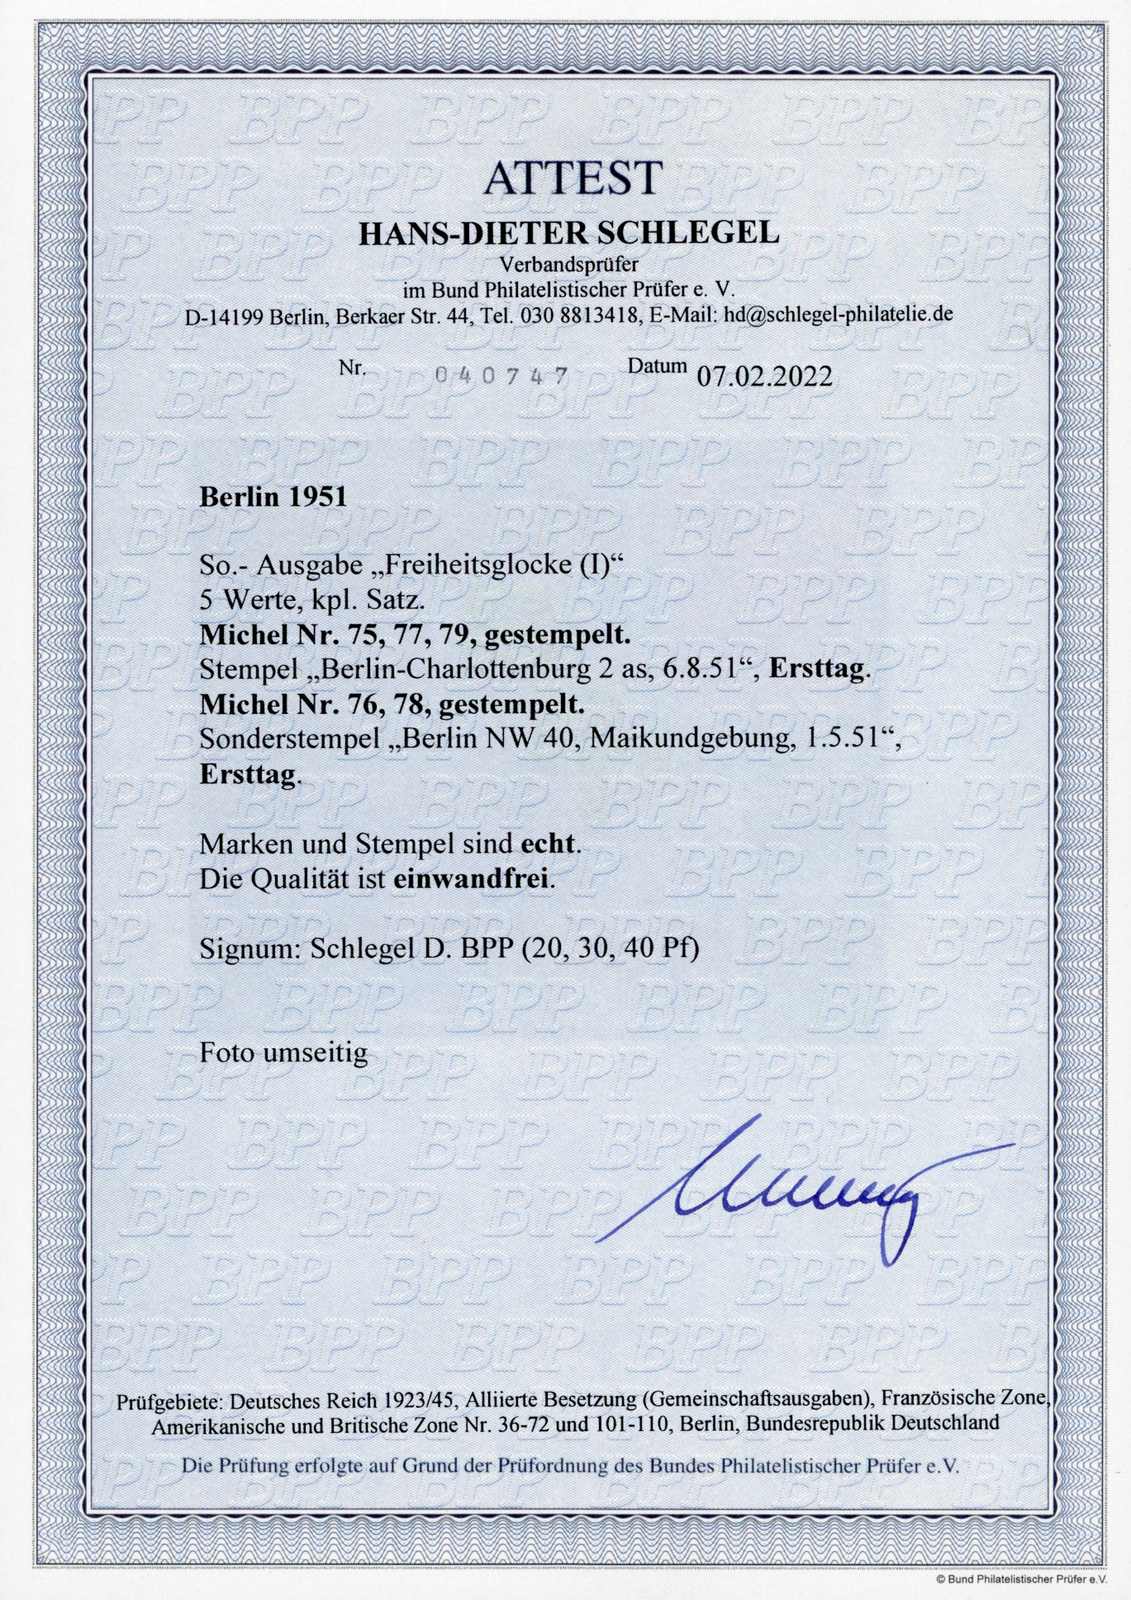 ATTEST
HANS-DIETER SCHLEGEL
Verbandsprüfer
im Bund Philatelistischer Prüfer e. V.
D-14199 Berlin, Berkaer Str. 44, Tel. 030 8813418, E-Mail: hd@schlegel-philatelie.de
Nr. 040747 Datum 07.02.2022
Berlin 1951
So.- Ausgabe „Freiheitsglocke (I)“
5 Werte, kpl. Satz.
Michel Nr. 75, 77, 79, gestempelt.
Stempel „Berlin-Charlottenburg 2 as, 6.8.51“, Ersttag.
Michel Nr. 76, 78, gestempelt.
Sonderstempel „Berlin NW 40, Maikundgebung, 1.5.51“,
Ersttag.
Marken und Stempel sind echt.
Die Qualität ist einwandfrei.
Signum: Schlegel D. BPP (20, 30, 40 Pf)
Foto umseitig
Prüfgebiete: Deutsches Reich 1923/45, Alliierte Besetzung (Gemeinschaftsausgaben), Französische Zone,
Amerikanische und Britische Zone Nr. 36-72 und 101-110, Berlin, Bundesrepublik Deutschland
Die Prüfung erfolgte auf Grund der Prüfordnung des Bundes Philatelistischer Prüfer e.V.
© Bund Philatelistischer Prüfer e.V.